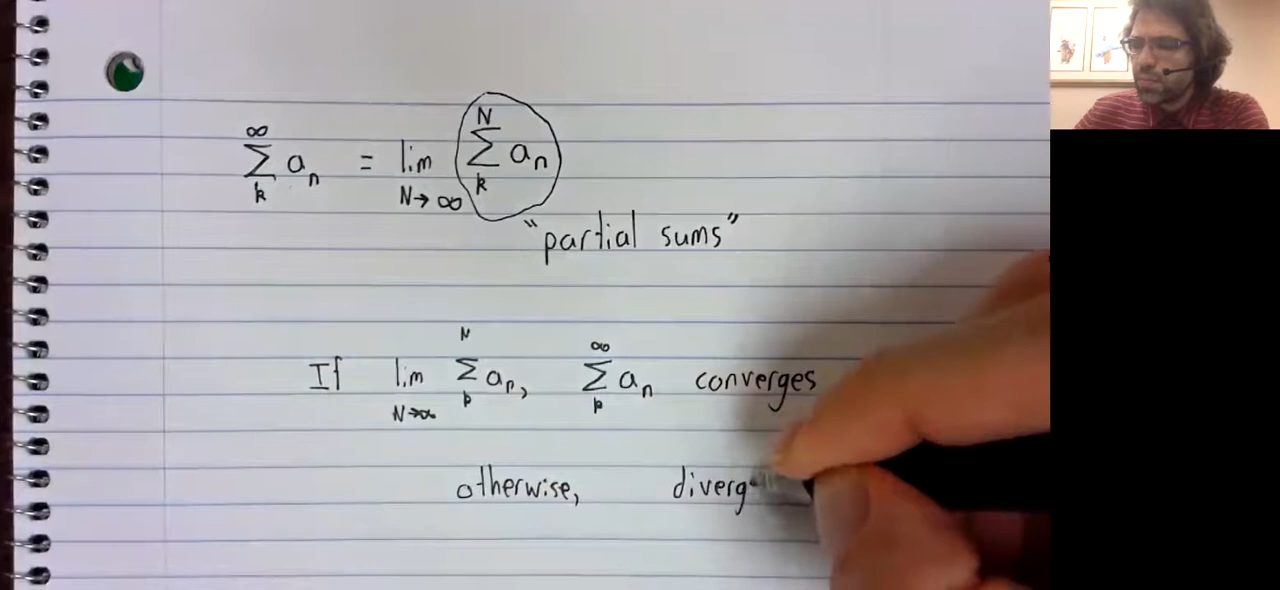 ∞ N
∑ aₙ = lim ∑ aₙ
k N→∞ k
"partial sums"
N ∞
If lim ∑ aₙ, ∑ aₙ converges
N→∞ k k
otherwise, diverg